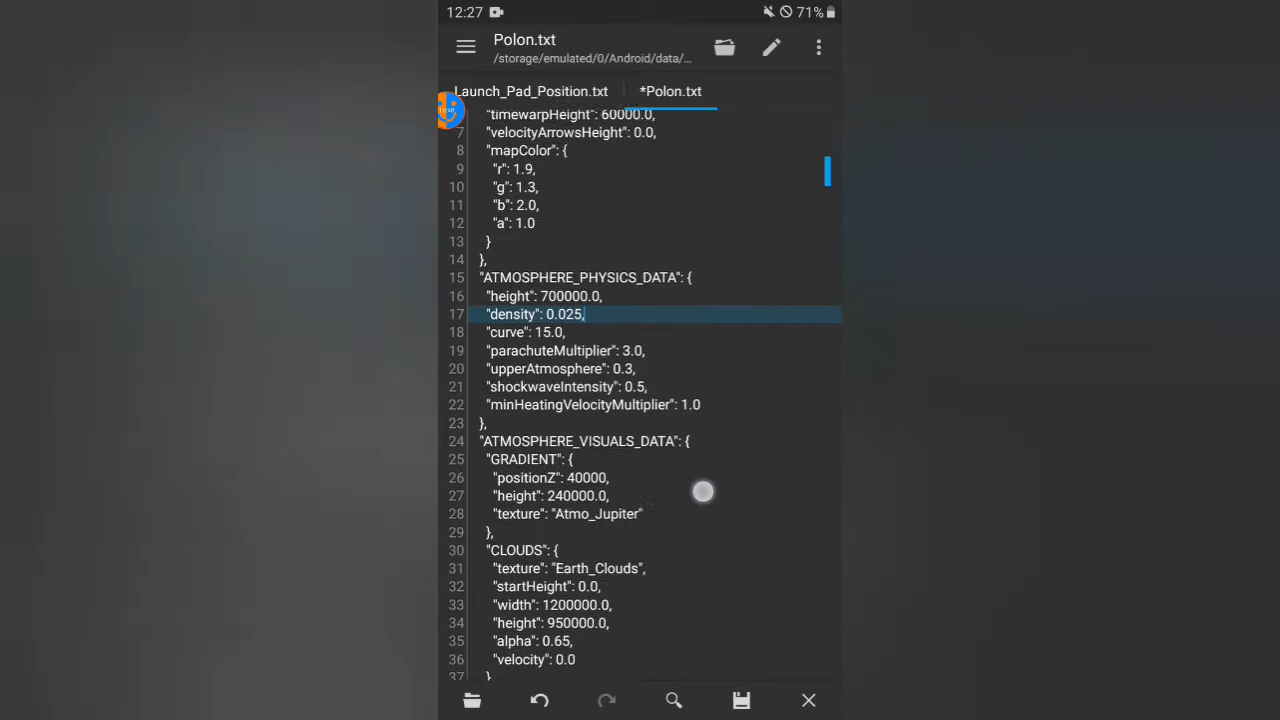 12:27 71%
Polon.txt
/storage/emulated/0/Android/data/...
Launch_Pad_Position.txt *Polon.txt
"timewarpHeight": 60000.0,
7 "velocityArrowsHeight": 0.0,
8 "mapColor": {
9 "r": 1.9,
10 "g": 1.3,
11 "b": 2.0,
12 "a": 1.0
13 }
14 },
15 "ATMOSPHERE_PHYSICS_DATA": {
16 "height": 700000.0,
17 "density": 0.025,
18 "curve": 15.0,
19 "parachuteMultiplier": 3.0,
20 "upperAtmosphere": 0.3,
21 "shockwaveIntensity": 0.5,
22 "minHeatingVelocityMultiplier": 1.0
23 },
24 "ATMOSPHERE_VISUALS_DATA": {
25 "GRADIENT": {
26 "positionZ": 40000,
27 "height": 240000.0,
28 "texture": "Atmo_Jupiter"
29 },
30 "CLOUDS": {
31 "texture": "Earth_Clouds",
32 "startHeight": 0.0,
33 "width": 1200000.0,
34 "height": 950000.0,
35 "alpha": 0.65,
36 "velocity": 0.0
37 }